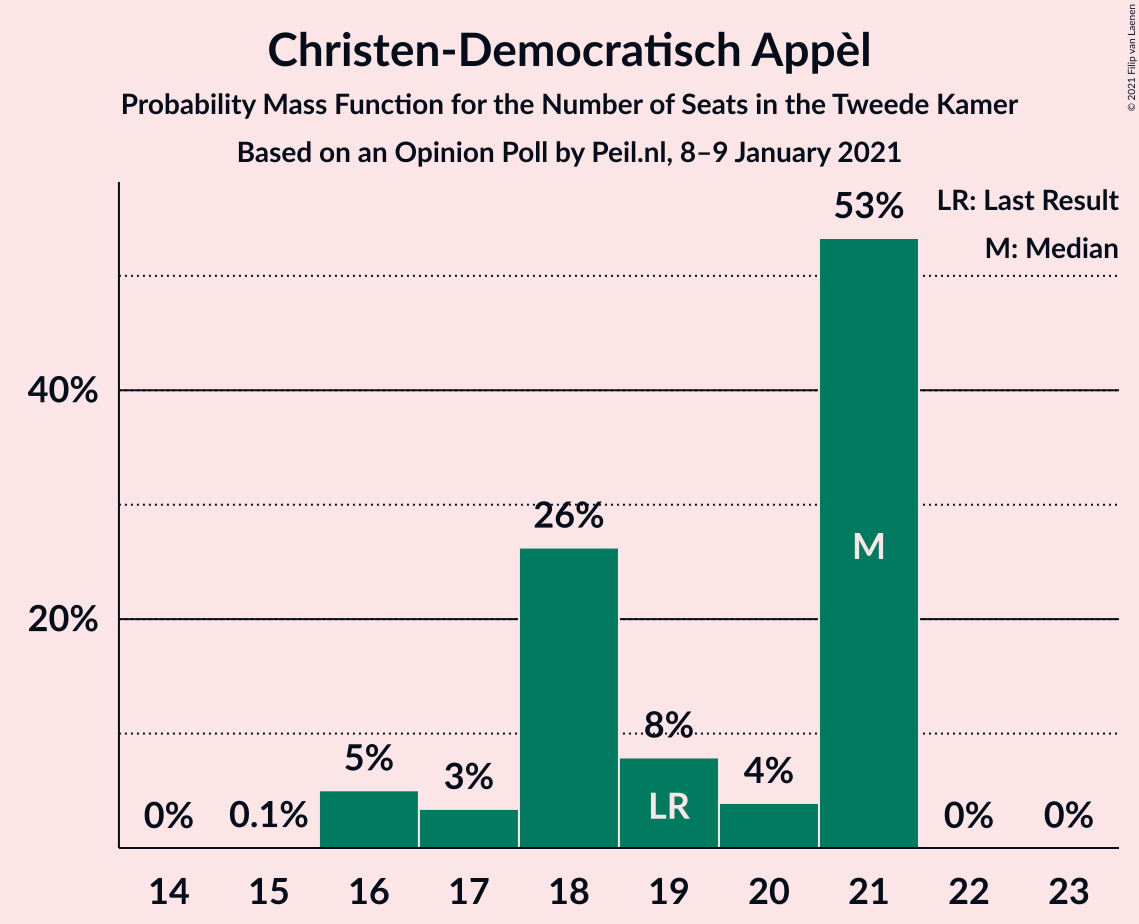 Christen-Democratisch Appèl
Probability Mass Function for the Number of Seats in the Tweede Kamer
Based on an Opinion Poll by Peil.nl, 8–9 January 2021
© 2021 Filip van Laenen
LR: Last Result
M: Median
53%
40%
26%
M
20%
8%
5%
3%
4%
LR
0%
0.1%
0%
0%
14 15 16 17 18 19 20 21 22 23